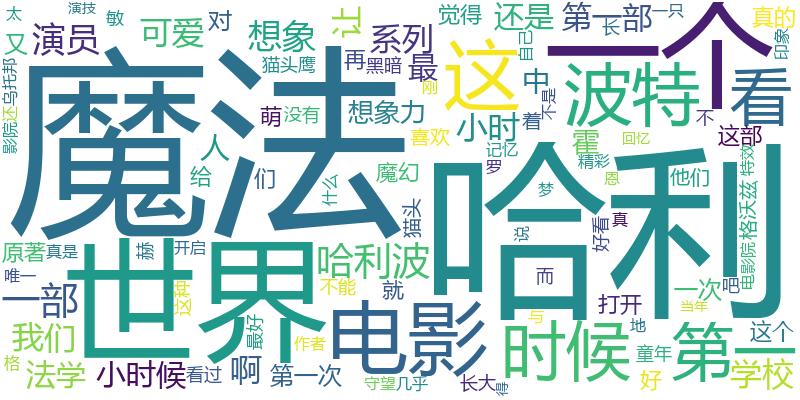 太
演技
敏
对
让
觉得
还是
第一部
一只
长
自己
真的
印象
又
演员
可爱
想象
系列
一个
影院
还
乌托邦
猫头鹰
再
黑暗
最
这
刚
中
波特
看
不是
不
魔法
萌
没有
想象力
喜欢
小时
着
霍
回忆
这部
人
给
们
什么
魔幻
猫头
记忆
罗
精彩
恩
他们
特效
梦
哈利
格沃兹
电影院
说
好看
真
原著
真是
赫
开启
世界
哈利波
唯一
一部
这种
不能
就
而
吧
一次
打开
当年
我们
最好
作者
电影
与
时候
地
第一
这个
格
法学
小时候
看过
啊
第一次
守望
几乎
长大
得
童年
好
学校